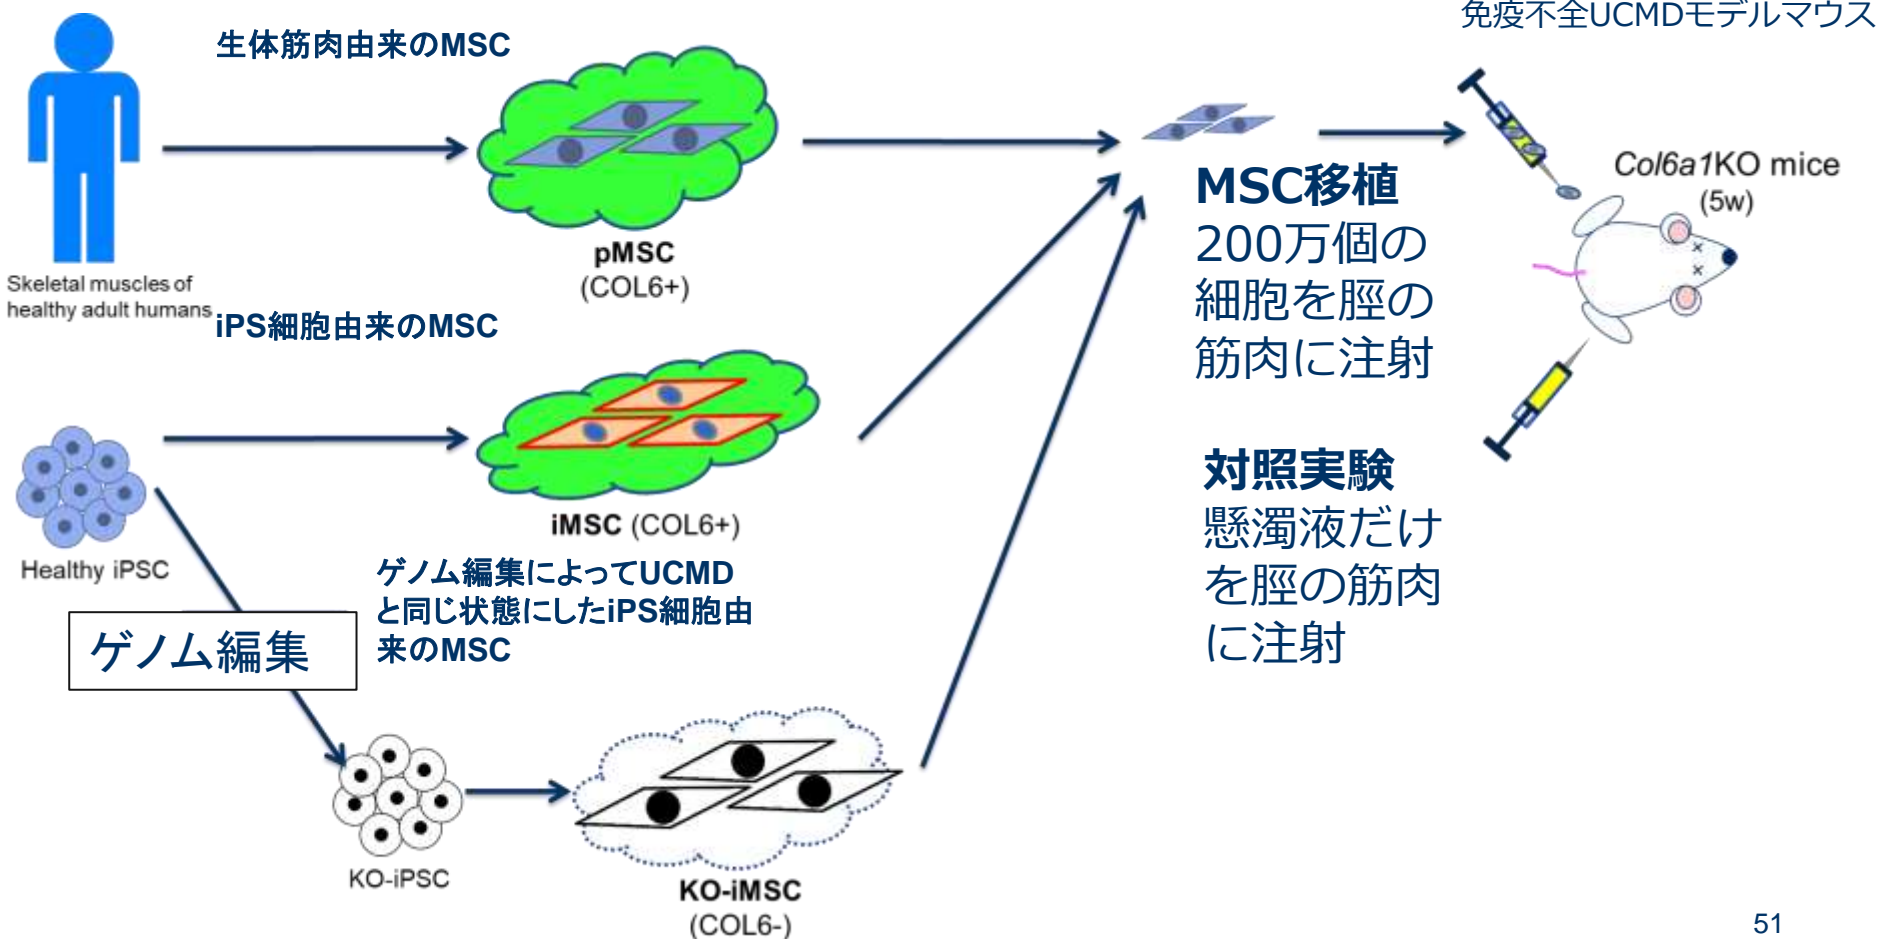 免疫不全UCMDモデルマウス
生体筋肉由来のMSC
Skeletal muscles of
healthy adult humans
pMSC
(COL6+)
iPS細胞由来のMSC
Healthy iPSC
iMSC (COL6+)
ゲノム編集
ゲノム編集によってUCMD
と同じ状態にしたiPS細胞由
来のMSC
KO-iPSC
KO-iMSC
(COL6-)
MSC移植
200万個の
細胞を脛の
筋肉に注射
対照実験
懸濁液だけ
を脛の筋肉
に注射
Col6a1KO mice
(5w)
51